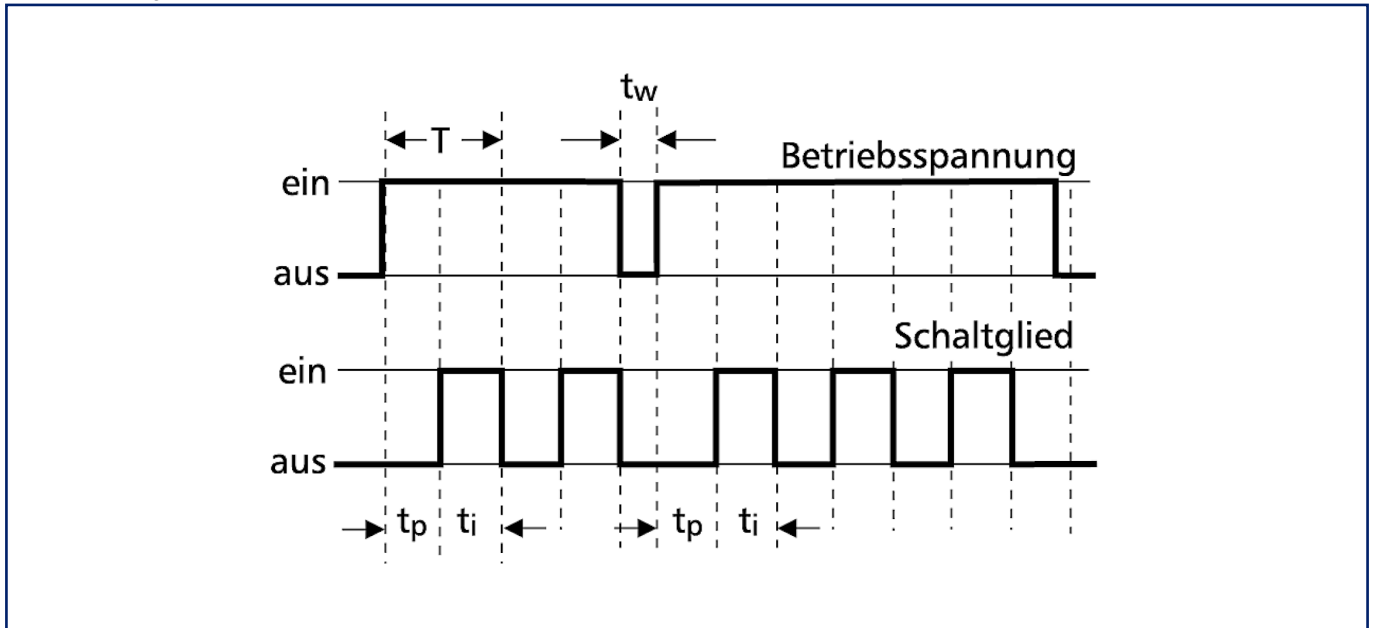 tw
T
Betriebsspannung
ein
aus
Schaltglied
ein
aus
tp ti tp ti